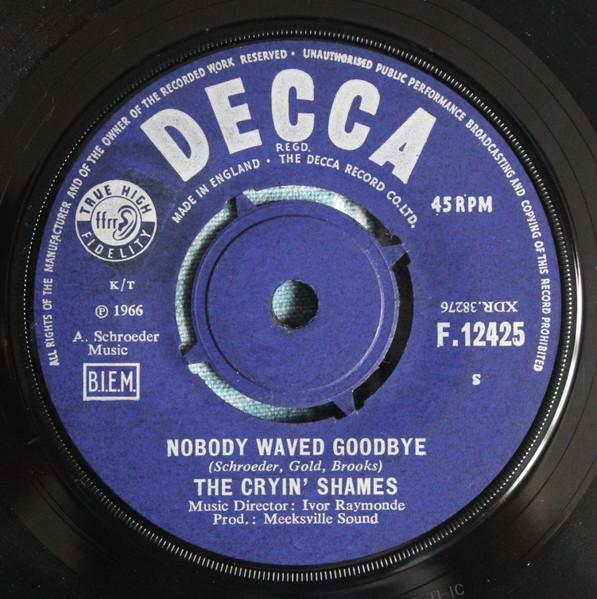 ALL RIGHTS OF THE MANUFACTURER AND OF THE OWNER OF THE RECORDED WORK RESERVED • UNAUTHORISED PUBLIC PERFORMANCE BROADCASTING AND COPYING OF THIS RECORD PROHIBITED
DECCA
REGD.
MADE IN ENGLAND • THE DECCA RECORD CO. LTD.
TRUE HIGH
ffrr
FIDELITY
45 RPM
K/T
℗ 1966
XDR.38276
A. Schroeder
Music
F.12425
B.I.E.M.
S
NOBODY WAVED GOODBYE
(Schroeder, Gold, Brooks)
THE CRYIN' SHAMES
Music Director: Ivor Raymonde
Prod.: Meeksville Sound